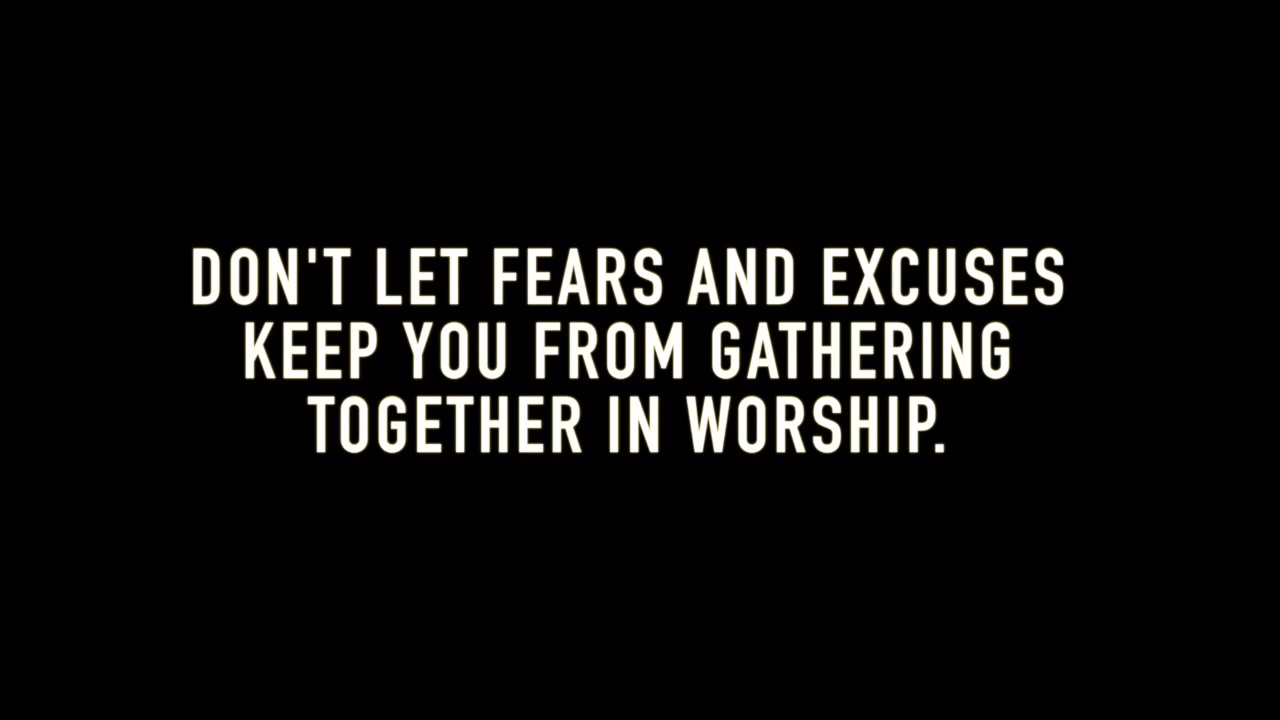 DON'T LET FEARS AND EXCUSES
KEEP YOU FROM GATHERING
TOGETHER IN WORSHIP.